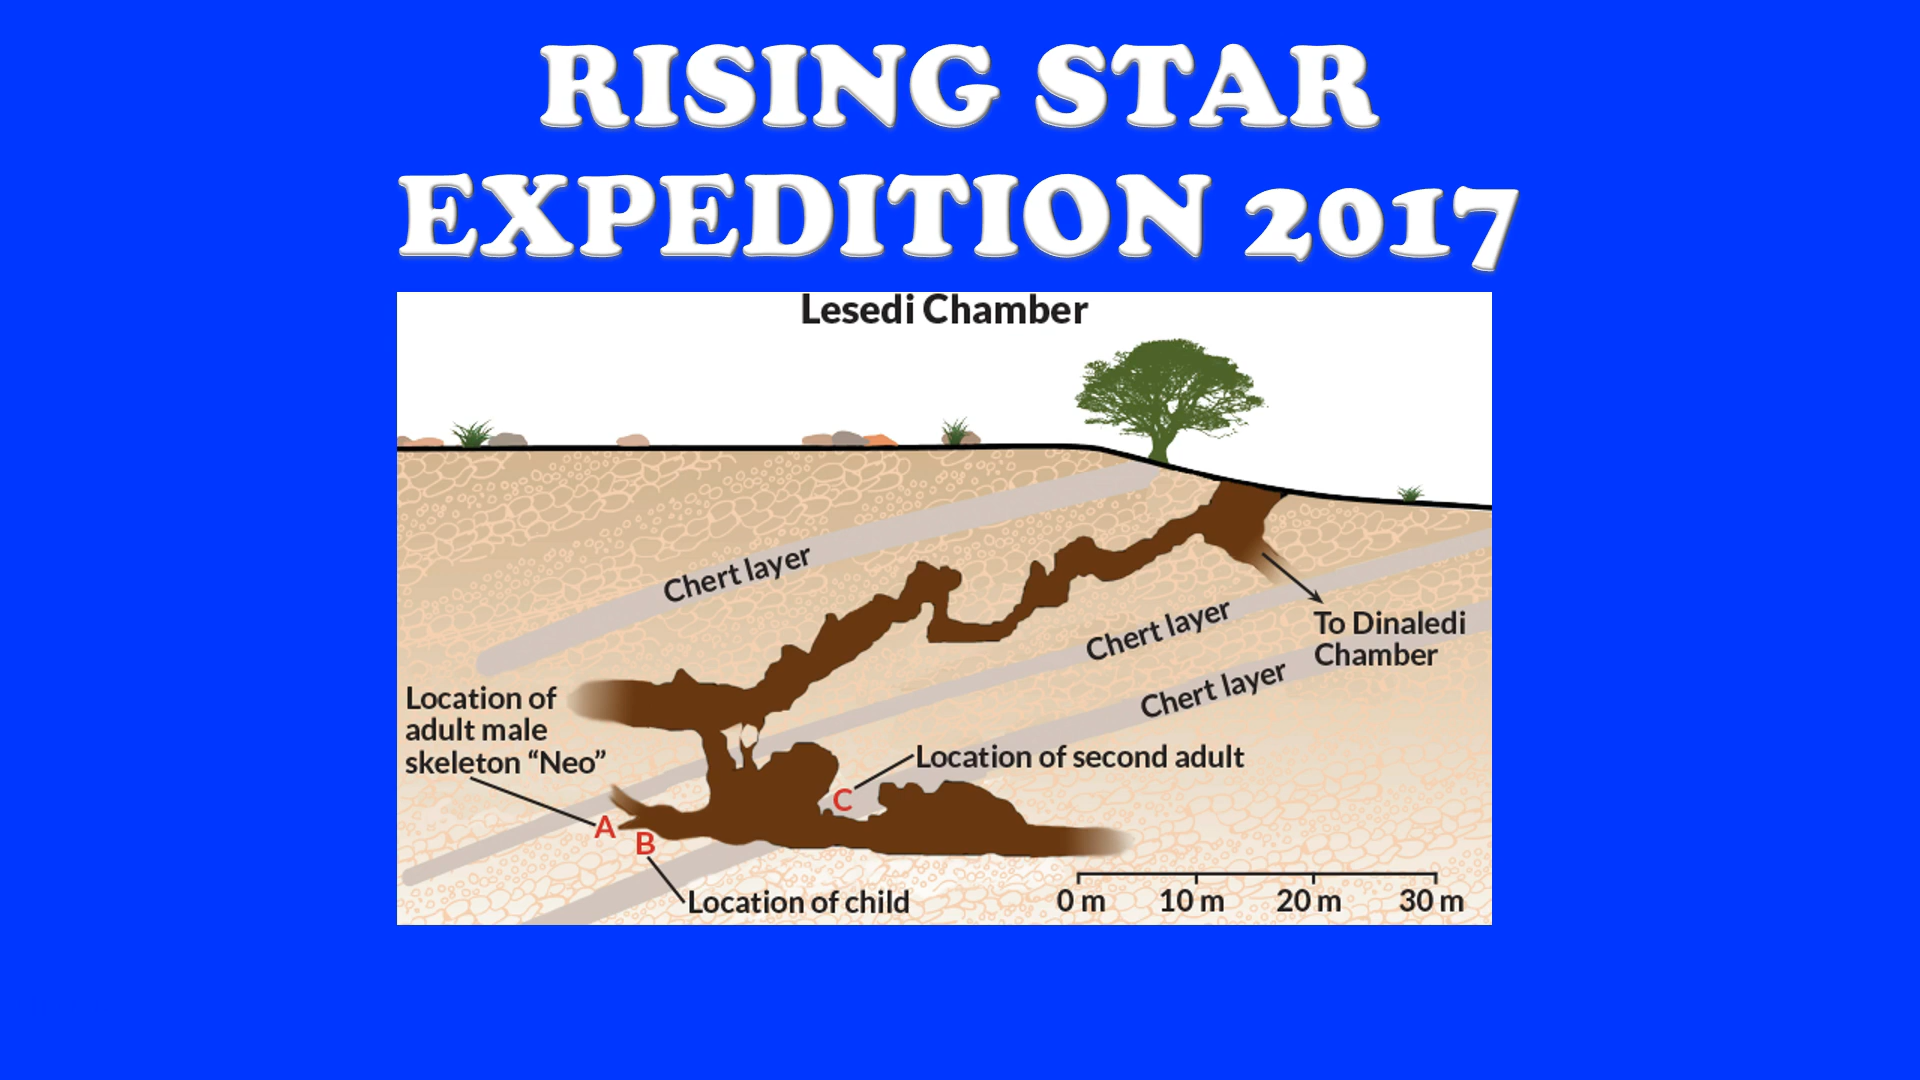 RISING STAR
EXPEDITION 2017
Lesedi Chamber
Chert layer
Chert layer
To Dinaledi
Chamber
Chert layer
Location of
adult male
skeleton “Neo”
Location of second adult
C
A
B
Location of child
0 m 10 m 20 m 30 m